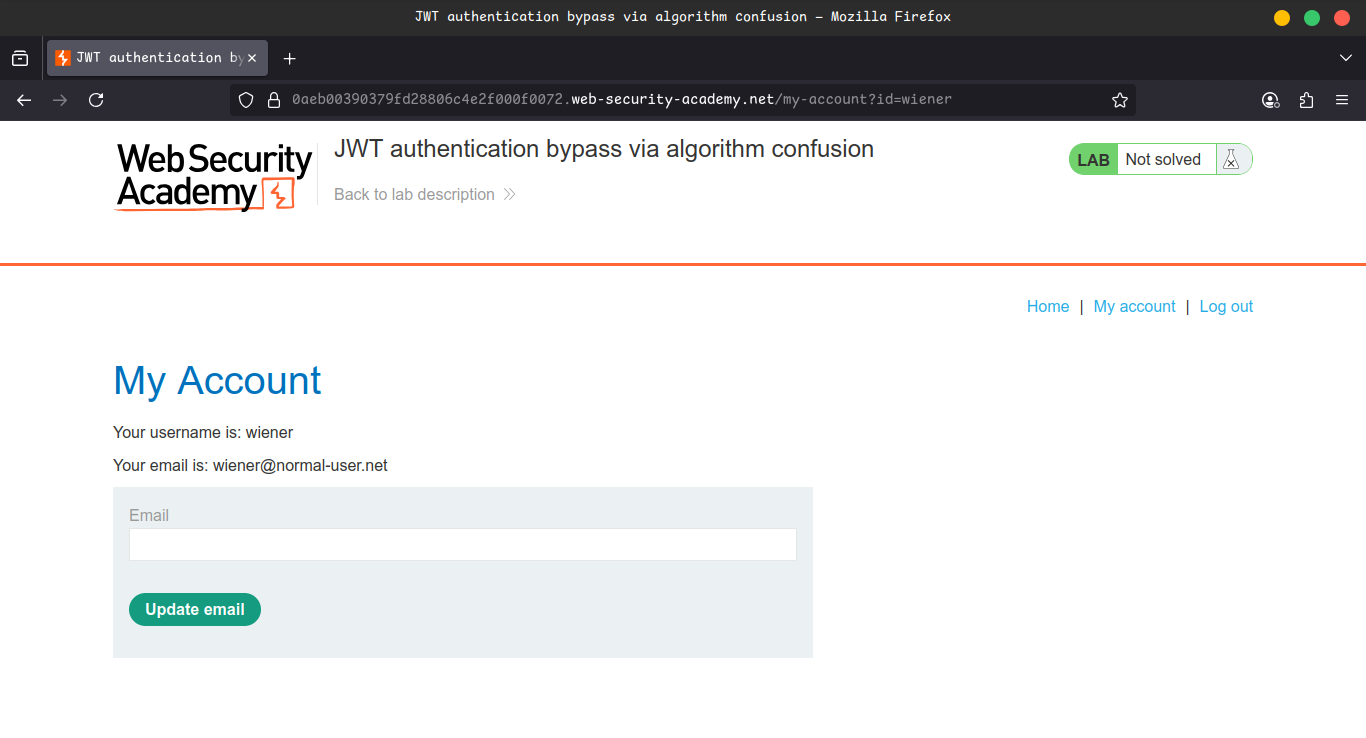 JWT authentication bypass via algorithm confusion — Mozilla Firefox
JWT authentication by
0aeb00390379fd28806c4e2f000f0072.web-security-academy.net/my-account?id=wiener
Web Security
Academy
JWT authentication bypass via algorithm confusion
Back to lab description
LAB Not solved
Home | My account | Log out
My Account
Your username is: wiener
Your email is: wiener@normal-user.net
Email
Update email